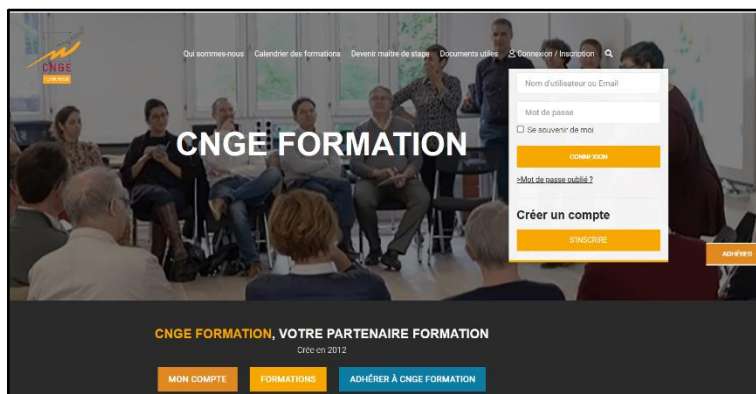 CNGE
FORMATION
Qui sommes-nous Calendrier des formations Devenir maître de stage Documents utiles Connexion / Inscription
Nom d'utilisateur ou Email
Mot de passe
Se souvenir de moi
CONNEXION
>Mot de passe oublié ?
Créer un compte
S'INSCRIRE
CNGE FORMATION
ADHÉRER
CNGE FORMATION, VOTRE PARTENAIRE FORMATION
Crée en 2012
MON COMPTE FORMATIONS ADHÉRER À CNGE FORMATION